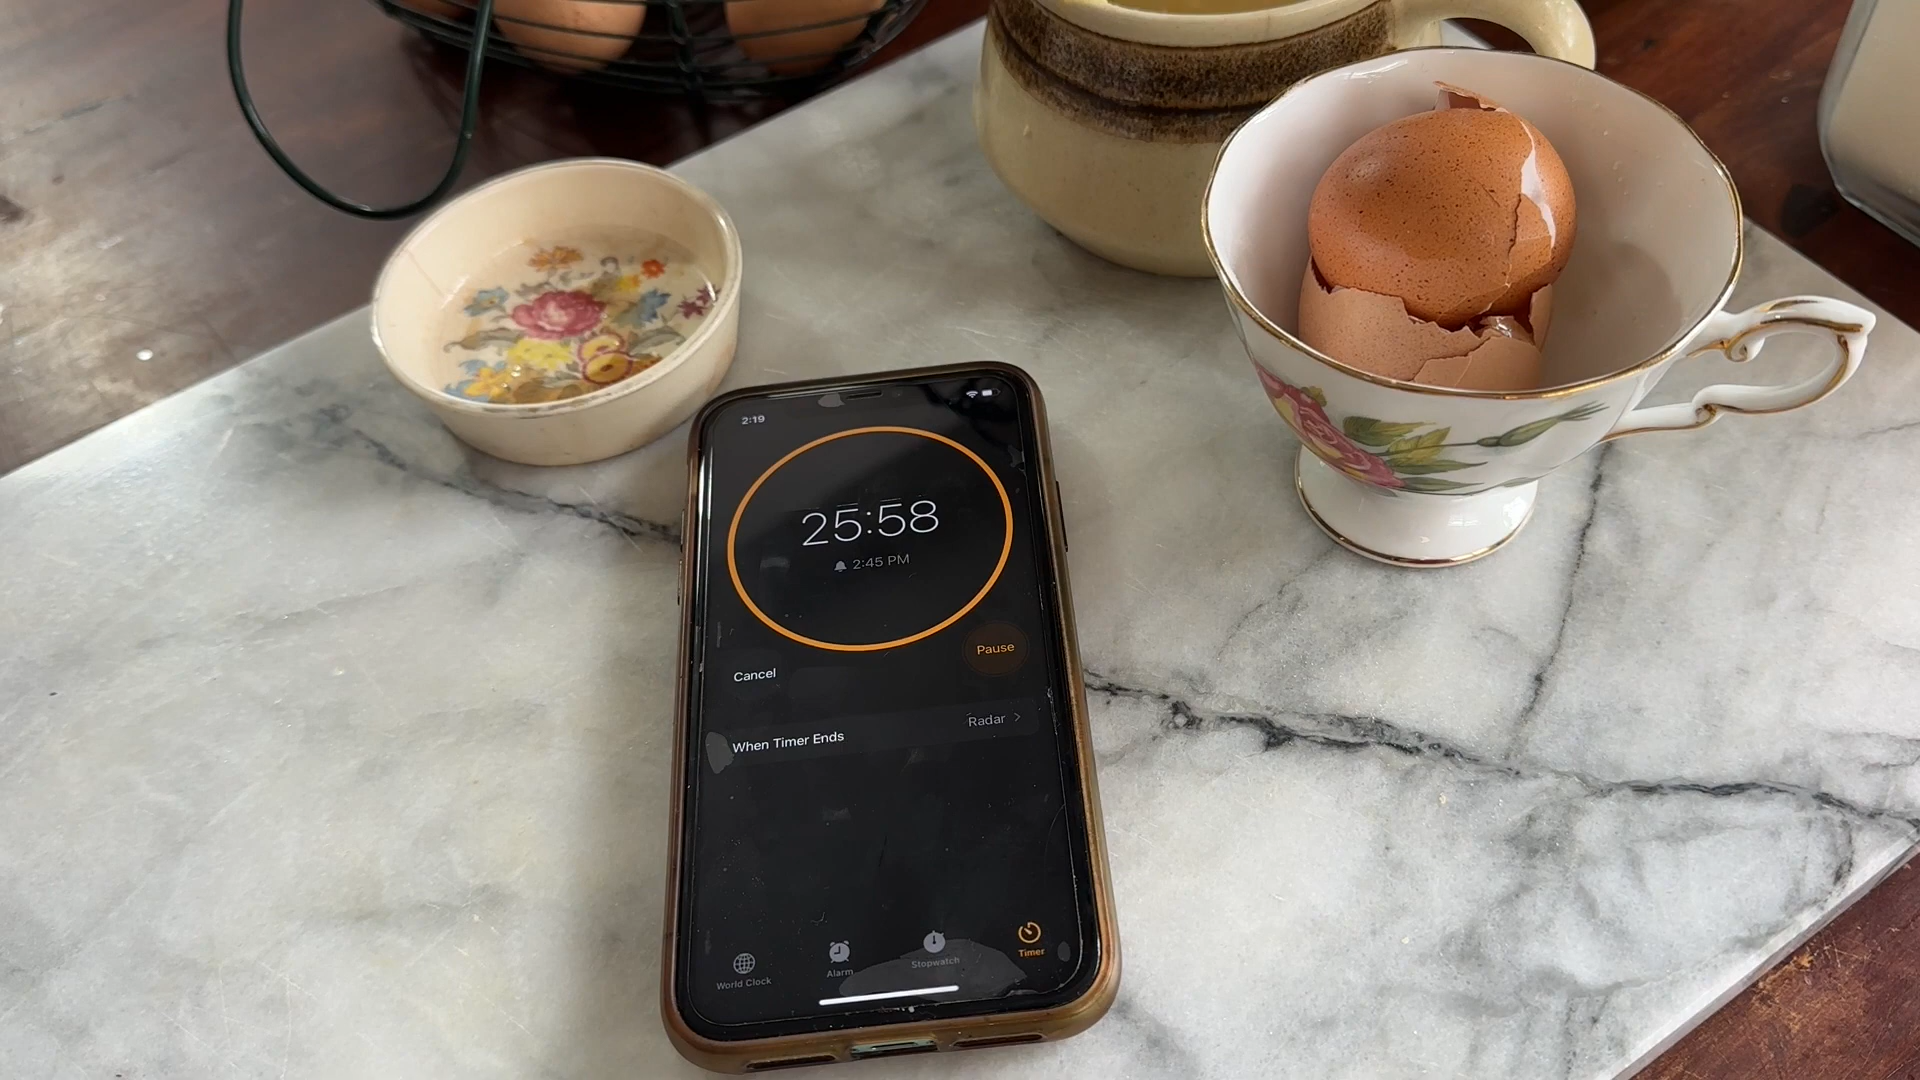 2:19
25:58
2:45 PM
Cancel
Pause
When Timer Ends
Radar
World Clock
Alarm
Stopwatch
Timer